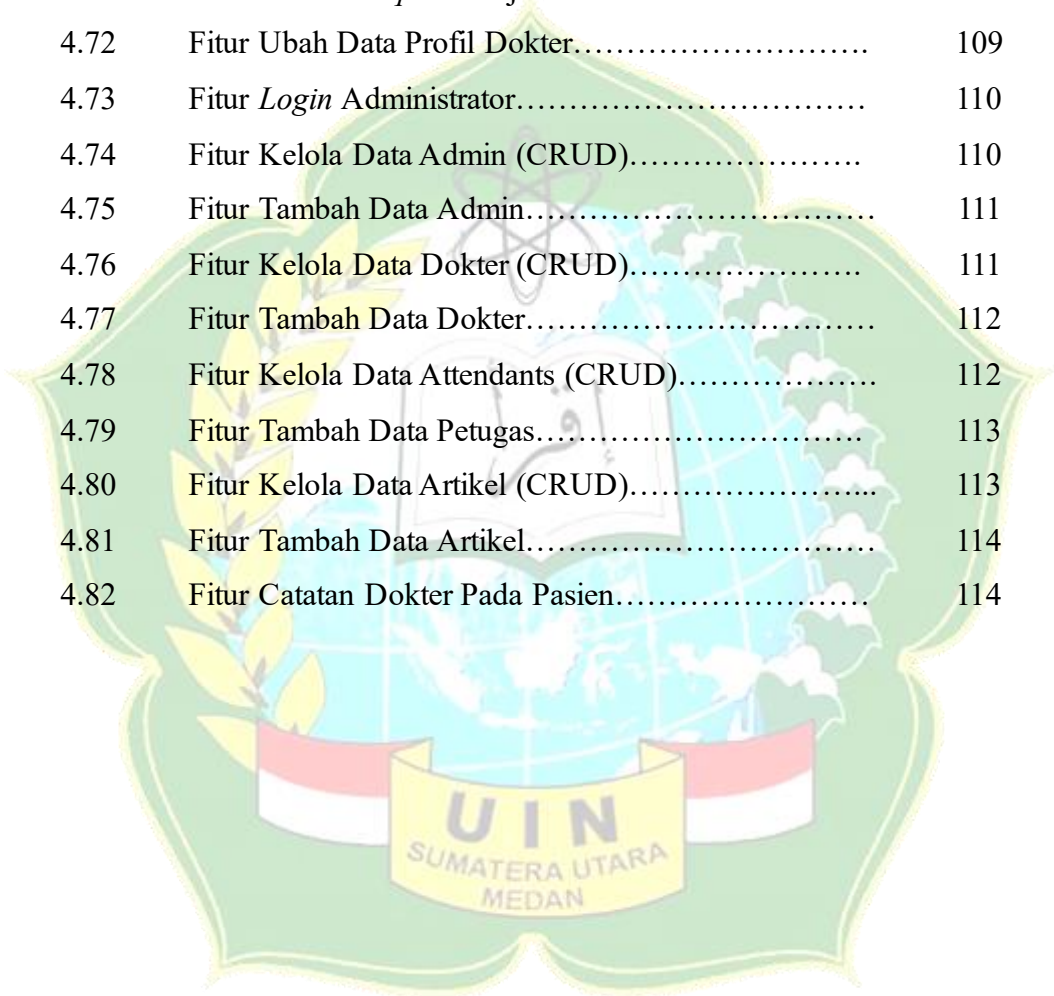 4.72 Fitur Ubah Data Profil Dokter………………………. 109
4.73 Fitur Login Administrator…………………………… 110
4.74 Fitur Kelola Data Admin (CRUD)…………………. 110
4.75 Fitur Tambah Data Admin…………………………… 111
4.76 Fitur Kelola Data Dokter (CRUD)…………………. 111
4.77 Fitur Tambah Data Dokter…………………………… 112
4.78 Fitur Kelola Data Attendants (CRUD)………………. 112
4.79 Fitur Tambah Data Petugas…………………………. 113
4.80 Fitur Kelola Data Artikel (CRUD)…………………... 113
4.81 Fitur Tambah Data Artikel…………………………… 114
4.82 Fitur Catatan Dokter Pada Pasien…………………… 114
إقرأ
UIN
SUMATERA UTARA
MEDAN